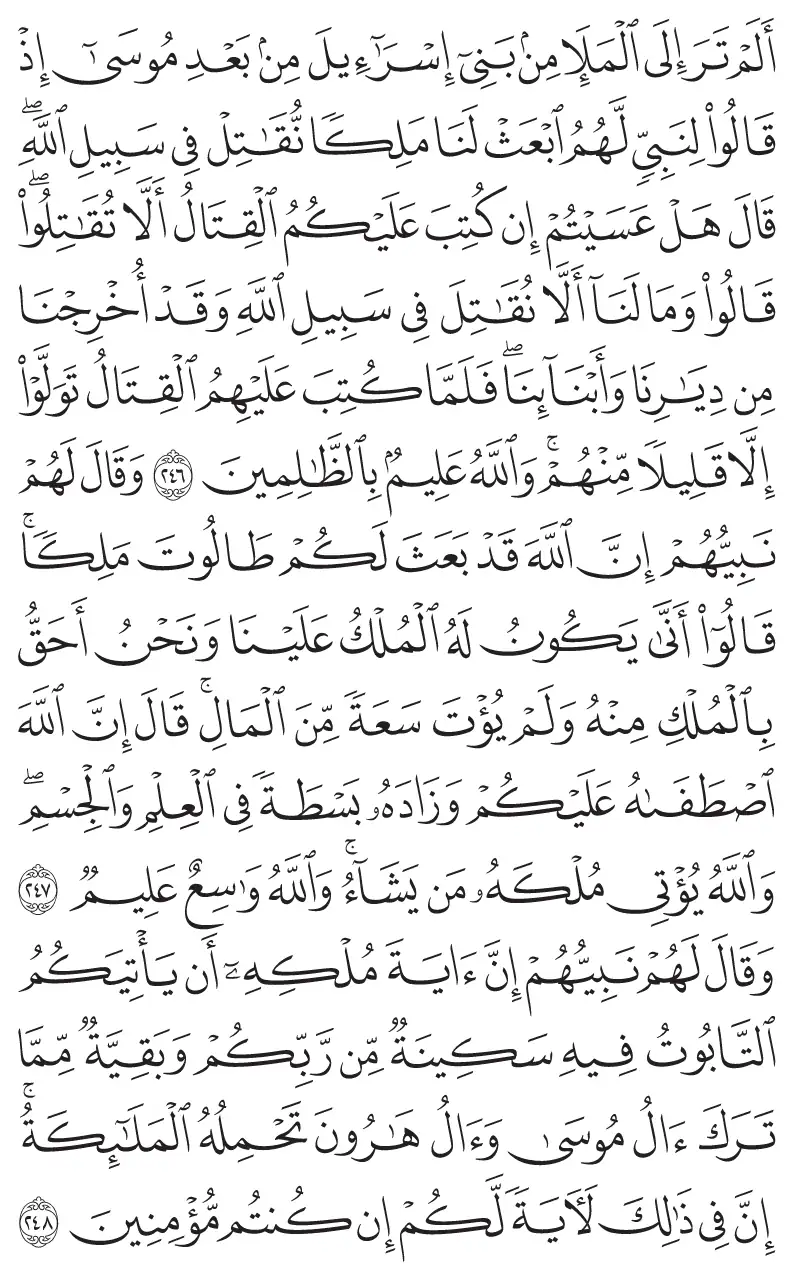 أَلَمۡ تَرَ إِلَى ٱلۡمَلَإِ مِنۢ بَنِيٓ إِسۡرَٰٓءِيلَ مِنۢ بَعۡدِ مُوسَىٰٓ إِذۡ
قَالُواْ لِنَبِيّٖ لَّهُمُ ٱبۡعَثۡ لَنَا مَلِكٗا نُّقَٰتِلۡ فِي سَبِيلِ ٱللَّهِۖ
قَالَ هَلۡ عَسَيۡتُمۡ إِن كُتِبَ عَلَيۡكُمُ ٱلۡقِتَالُ أَلَّا تُقَٰتِلُواْۖ
قَالُواْ وَمَا لَنَآ أَلَّا نُقَٰتِلَ فِي سَبِيلِ ٱللَّهِ وَقَدۡ أُخۡرِجۡنَا
مِن دِيَٰرِنَا وَأَبۡنَآئِنَاۖ فَلَمَّا كُتِبَ عَلَيۡهِمُ ٱلۡقِتَالُ تَوَلَّوۡاْ
إِلَّا قَلِيلٗا مِّنۡهُمۡۚ وَٱللَّهُ عَلِيمُۢ بِٱلظَّٰلِمِينَ ٢٤٦ وَقَالَ لَهُمۡ
نَبِيُّهُمۡ إِنَّ ٱللَّهَ قَدۡ بَعَثَ لَكُمۡ طَالُوتَ مَلِكٗاۚ
قَالُوٓاْ أَنَّىٰ يَكُونُ لَهُ ٱلۡمُلۡكُ عَلَيۡنَا وَنَحۡنُ أَحَقُّ
بِٱلۡمُلۡكِ مِنۡهُ وَلَمۡ يُؤۡتَ سَعَةٗ مِّنَ ٱلۡمَالِۚ قَالَ إِنَّ ٱللَّهَ
ٱصۡطَفَىٰهُ عَلَيۡكُمۡ وَزَادَهُۥ بَسۡطَةٗ فِي ٱلۡعِلۡمِ وَٱلۡجِسۡمِۖ
وَٱللَّهُ يُؤۡتِي مُلۡكَهُۥ مَن يَشَآءُۚ وَٱللَّهُ وَٰسِعٌ عَلِيمٞ ٢٤٧
وَقَالَ لَهُمۡ نَبِيُّهُمۡ إِنَّ ءَايَةَ مُلۡكِهِۦٓ أَن يَأۡتِيَكُمُ
ٱلتَّابُوتُ فِيهِ سَكِينَةٞ مِّن رَّبِّكُمۡ وَبَقِيَّةٞ مِّمَّا
تَرَكَ ءَالُ مُوسَىٰ وَءَالُ هَٰرُونَ تَحۡمِلُهُ ٱلۡمَلَٰٓئِكَةُۚ
إِنَّ فِي ذَٰلِكَ لَأٓيَةٗ لَّكُمۡ إِن كُنتُم مُّؤۡمِنِينَ ٢٤٨